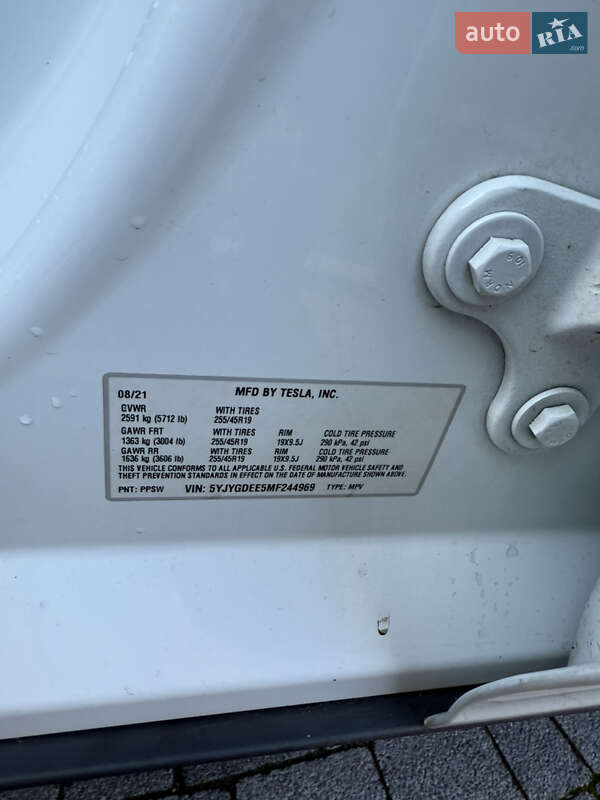 auto RIA.com
105
ROKA
08/21 MFD BY TESLA, INC.
GVWR WITH TIRES
2591 kg (5712 lb) 255/45R19
GAWR FRT WITH TIRES RIM COLD TIRE PRESSURE
1363 kg (3004 lb) 255/45R19 19X9.5J 290 kPa, 42 psi
GAWR RR WITH TIRES RIM COLD TIRE PRESSURE
1636 kg (3606 lb) 255/45R19 19X9.5J 290 kPa, 42 psi
THIS VEHICLE CONFORMS TO ALL APPLICABLE U.S. FEDERAL MOTOR VEHICLE SAFETY AND
THEFT PREVENTION STANDARDS IN EFFECT ON THE DATE OF MANUFACTURE SHOWN ABOVE.
PNT: PPSW VIN: 5YJYGDEE5MF244969 TYPE: MPV